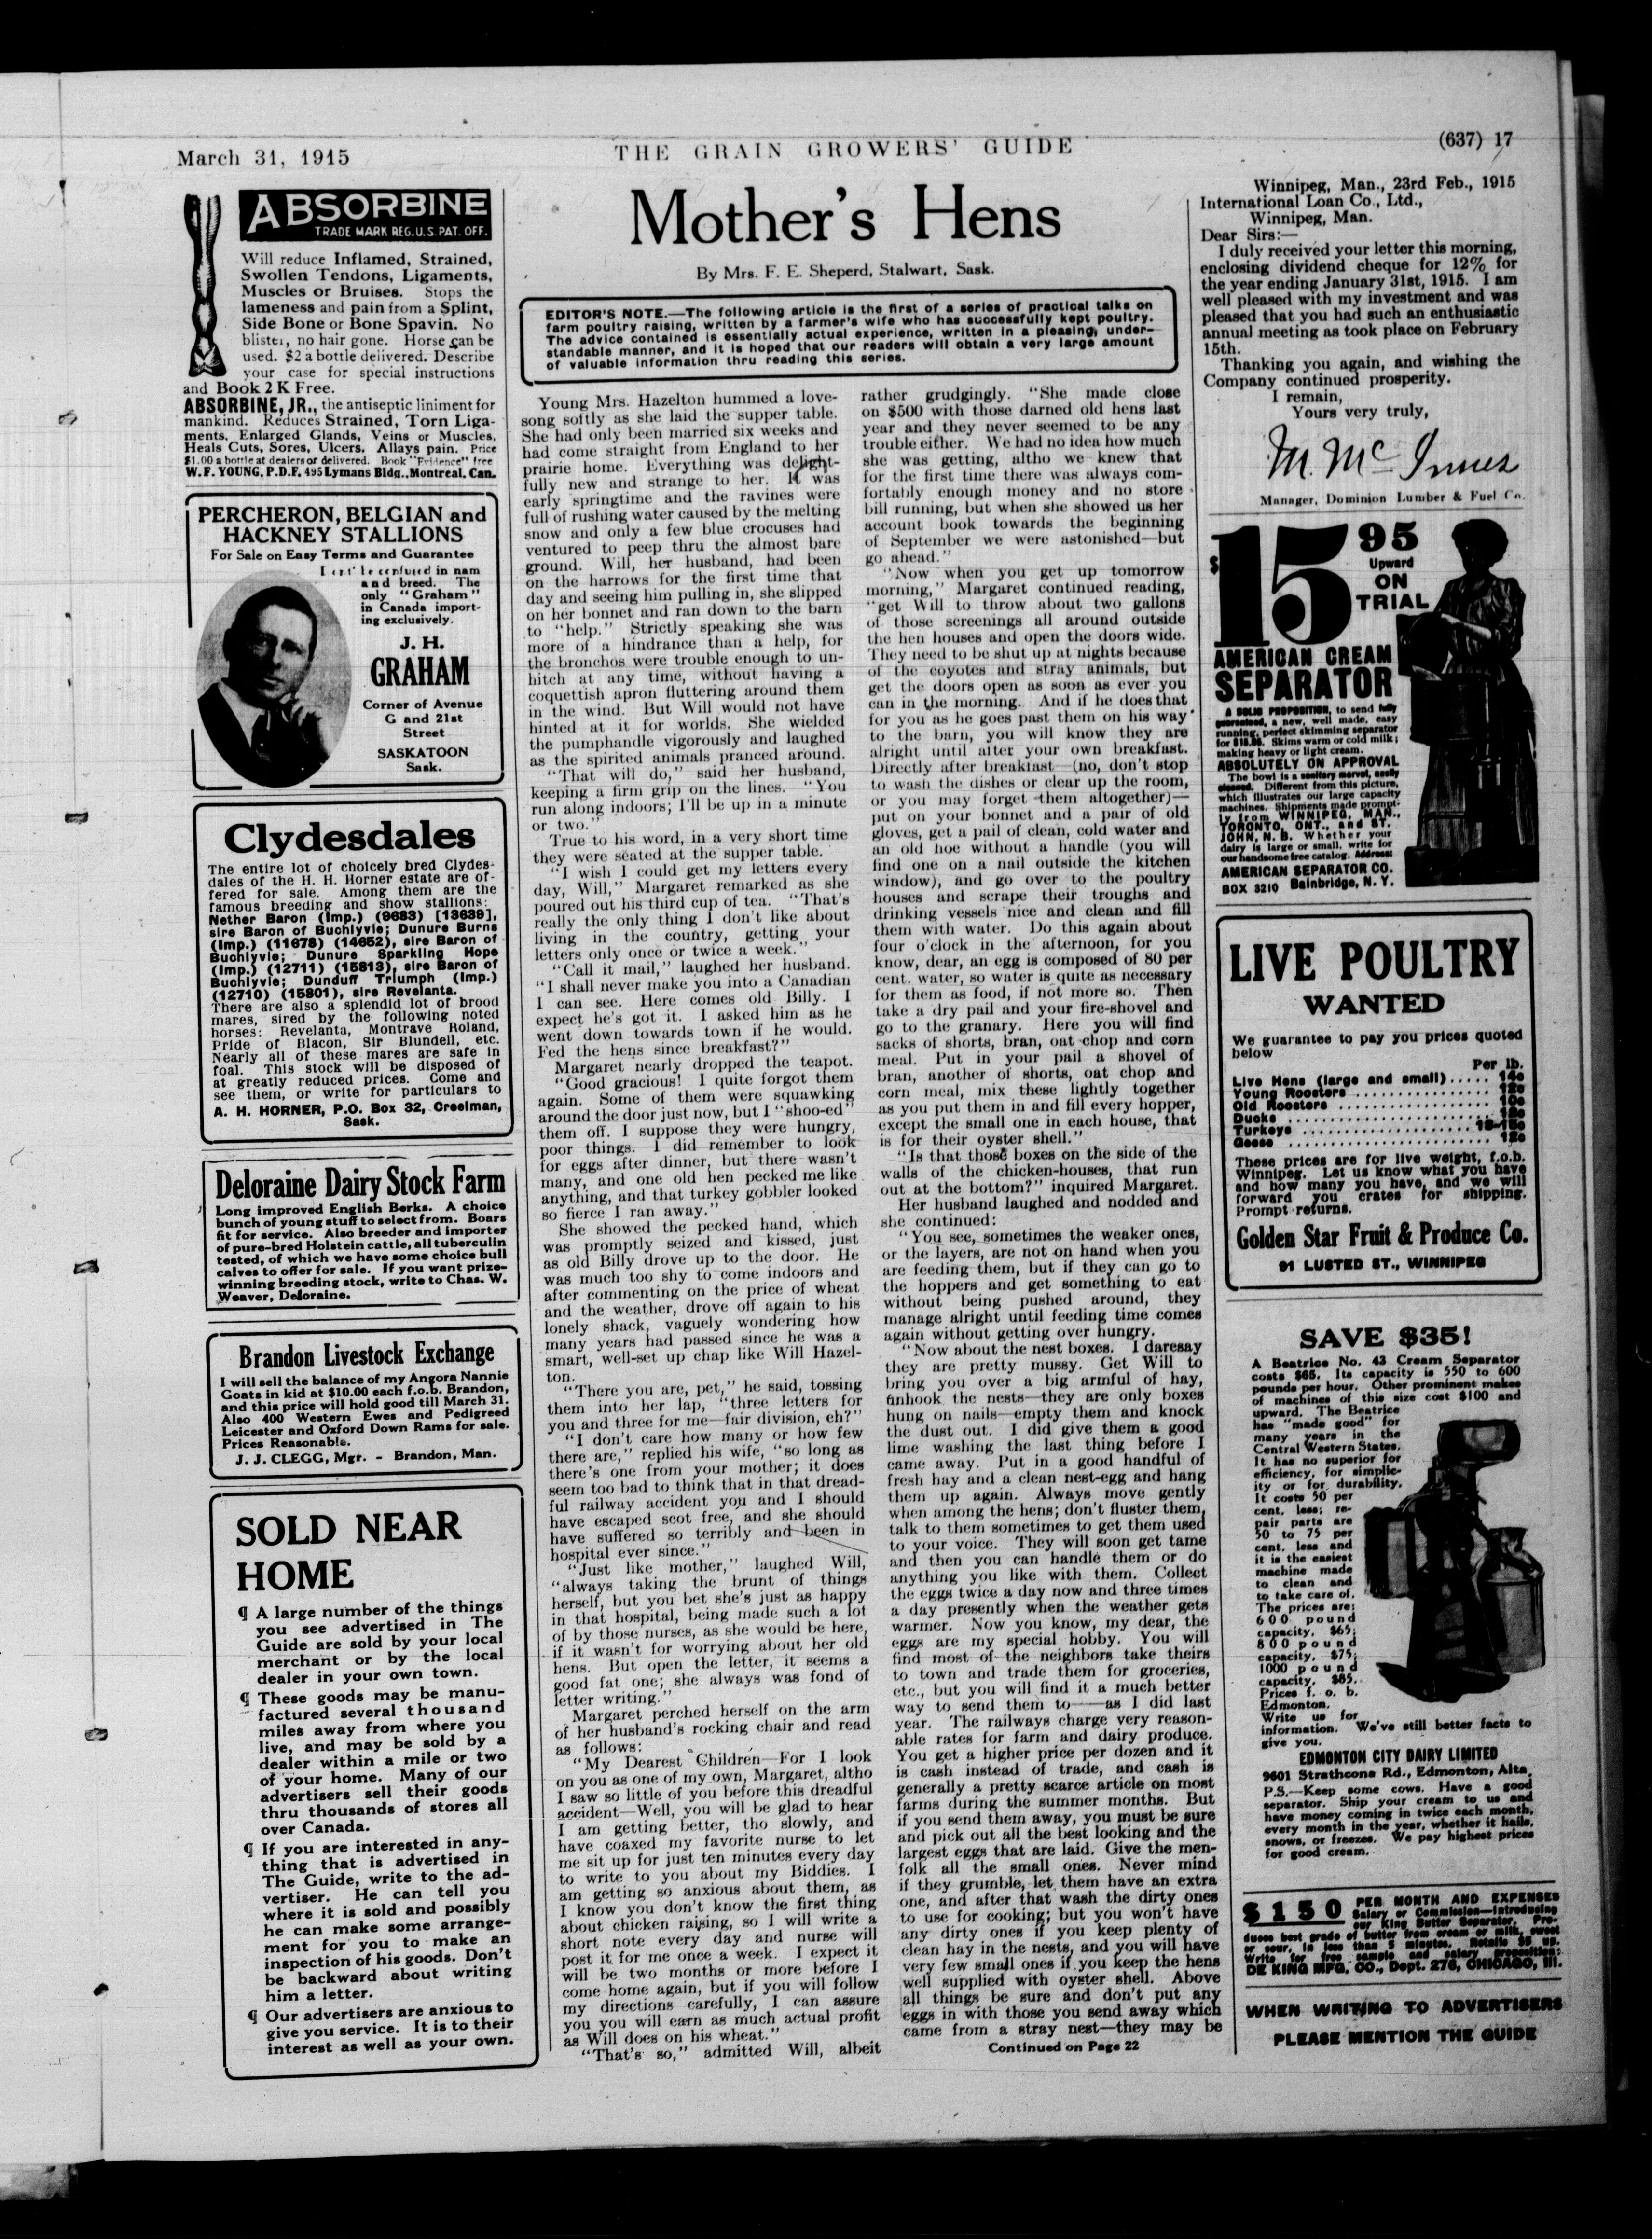 March 31, 1915
THE GRAIN GROWERS' GUIDE
(637) 17
ABSORBINE
TRADE MARK REG.U.S.PAT. OFF.
Will reduce Inflamed, Strained,
Swollen Tendons, Ligaments,
Muscles or Bruises. Stops the
lameness and pain from a Splint,
Side Bone or Bone Spavin. No
blister, no hair gone. Horse can be
used. $2 a bottle delivered. Describe
your case for special instructions
and Book 2 K Free.
ABSORBINE, JR., the antiseptic liniment for
mankind. Reduces Strained, Torn Liga-
ments, Enlarged Glands, Veins or Muscles,
Heals Cuts, Sores, Ulcers. Allays pain. Price
$1.00 a bottle at dealers or delivered. Book "Evidence" free
W. F. YOUNG, P.D.F. 495 Lymans Bldg., Montreal, Can.
PERCHERON, BELGIAN and
HACKNEY STALLIONS
For Sale on Easy Terms and Guarantee
confused in nam
and breed. The
only "Graham"
in Canada import-
ing exclusively.
J. H.
GRAHAM
Corner of Avenue
G and 21st
Street
SASKATOON
Sask.
Clydesdales
The entire lot of choicely bred Clydes-
dales of the H. H. Horner estate are of-
fered for sale. Among them are the
famous breeding and show stallions:
Nether Baron (Imp.) (9683) [13639],
sire Baron of Buchlyvie; Dunure Burns
(Imp.) (11678) (14652), sire Baron of
Buchlyvie; Dunure Sparkling Hope
(Imp.) (12711) (15813), sire Baron of
Buchlyvie; Dunduff Triumph (Imp.)
(12710) (15801), sire Revelanta.
There are also a splendid lot of brood
mares, sired by the following noted
horses: Revelanta, Montrave Roland,
Pride of Blacon, Sir Blundell, etc.
Nearly all of these mares are safe in
foal. This stock will be disposed of
at greatly reduced prices. Come and
see them, or write for particulars to
A. H. HORNER, P.O. Box 32, Creelman,
Sask.
Deloraine Dairy Stock Farm
Long improved English Berks. A choice
bunch of young stuff to select from. Boars
fit for service. Also breeder and importer
of pure-bred Holstein cattle, all tuberculin
tested, of which we have some choice bull
calves to offer for sale. If you want prize-
winning breeding stock, write to Chas. W.
Weaver, Deloraine.
Brandon Livestock Exchange
I will sell the balance of my Angora Nannie
Goats in kid at $10.00 each f.o.b. Brandon,
and this price will hold good till March 31.
Also 400 Western Ewes and Pedigreed
Leicester and Oxford Down Rams for sale.
Prices Reasonable.
J. J. CLEGG, Mgr. - Brandon, Man.
SOLD NEAR
HOME
¶ A large number of the things
you see advertised in The
Guide are sold by your local
merchant or by the local
dealer in your own town.
¶ These goods may be manu-
factured several thousand
miles away from where you
live, and may be sold by a
dealer within a mile or two
of your home. Many of our
advertisers sell their goods
thru thousands of stores all
over Canada.
¶ If you are interested in any-
thing that is advertised in
The Guide, write to the ad-
vertiser. He can tell you
where it is sold and possibly
he can make some arrange-
ment for you to make an
inspection of his goods. Don't
be backward about writing
him a letter.
¶ Our advertisers are anxious to
give you service. It is to their
interest as well as your own.
Mother's Hens
By Mrs. F. E. Sheperd, Stalwart, Sask.
EDITOR'S NOTE.—The following article is the first of a series of practical talks on
farm poultry raising, written by a farmer's wife who has successfully kept poultry.
The advice contained is essentially actual experience, written in a pleasing, under-
standable manner, and it is hoped that our readers will obtain a very large amount
of valuable information thru reading this series.
Young Mrs. Hazelton hummed a love-
song softly as she laid the supper table.
She had only been married six weeks and
had come straight from England to her
prairie home. Everything was delight-
fully new and strange to her. It was
early springtime and the ravines were
full of rushing water caused by the melting
snow and only a few blue crocuses had
ventured to peep thru the almost bare
ground. Will, her husband, had been
on the harrows for the first time that
day and seeing him pulling in, she slipped
on her bonnet and ran down to the barn
to "help." Strictly speaking she was
more of a hindrance than a help, for
the bronchos were trouble enough to un-
hitch at any time, without having a
coquettish apron fluttering around them
in the wind. But Will would not have
hinted at it for worlds. She wielded
the pumphandle vigorously and laughed
as the spirited animals pranced around.
"That will do," said her husband,
keeping a firm grip on the lines. "You
run along indoors; I'll be up in a minute
or two."
True to his word, in a very short time
they were seated at the supper table.
"I wish I could get my letters every
day, Will," Margaret remarked as she
poured out his third cup of tea. "That's
really the only thing I don't like about
living in the country, getting your
letters only once or twice a week."
"Call it mail," laughed her husband.
"I shall never make you into a Canadian
I can see. Here comes old Billy. I
expect he's got it. I asked him as he
went down towards town if he would.
Fed the hens since breakfast?"
Margaret nearly dropped the teapot.
"Good gracious! I quite forgot them
again. Some of them were squawking
around the door just now, but I "shoo-ed"
them off. I suppose they were hungry,
poor things. I did remember to look
for eggs after dinner, but there wasn't
many, and one old hen pecked me like
anything, and that turkey gobbler looked
so fierce I ran away."
She showed the pecked hand, which
was promptly seized and kissed, just
as old Billy drove up to the door. He
was much too shy to come indoors and
after commenting on the price of wheat
and the weather, drove off again to his
lonely shack, vaguely wondering how
many years had passed since he was a
smart, well-set up chap like Will Hazel-
ton.
"There you are, pet," he said, tossing
them into her lap, "three letters for
you and three for me—fair division, eh?"
"I don't care how many or how few
there are," replied his wife, "so long as
there's one from your mother; it does
seem too bad to think that in that dread-
ful railway accident you and I should
have escaped scot free, and she should
have suffered so terribly and been in
hospital ever since."
"Just like mother," laughed Will,
"always taking the brunt of things
herself, but you bet she's just as happy
in that hospital, being made such a lot
of by those nurses, as she would be here,
if it wasn't for worrying about her old
hens. But open the letter, it seems a
good fat one; she always was fond of
letter writing."
Margaret perched herself on the arm
of her husband's rocking chair and read
as follows:
"My Dearest Children—For I look
on you as one of my own, Margaret, altho
I saw so little of you before this dreadful
accident—Well, you will be glad to hear
I am getting better, tho slowly, and
have coaxed my favorite nurse to let
me sit up for just ten minutes every day
to write to you about my Biddies. I
am getting so anxious about them, as
I know you don't know the first thing
about chicken raising, so I will write a
short note every day and nurse will
post it for me once a week. I expect it
will be two months or more before I
come home again, but if you will follow
my directions carefully, I can assure
you you will earn as much actual profit
as Will does on his wheat."
"That's so," admitted Will, albeit
rather grudgingly. "She made close
on $500 with those darned old hens last
year and they never seemed to be any
trouble either. We had no idea how much
she was getting, altho we knew that
for the first time there was always com-
fortably enough money and no store
bill running, but when she showed us her
account book towards the beginning
of September we were astonished—but
go ahead."
"Now when you get up tomorrow
morning," Margaret continued reading,
"get Will to throw about two gallons
of those screenings all around outside
the hen houses and open the doors wide.
They need to be shut up at nights because
of the coyotes and stray animals, but
get the doors open as soon as ever you
can in the morning. And if he does that
for you as he goes past them on his way
to the barn, you will know they are
alright until after your own breakfast.
Directly after breakfast—(no, don't stop
to wash the dishes or clear up the room,
or you may forget them altogether)—
put on your bonnet and a pair of old
gloves, get a pail of clean, cold water and
an old hoe without a handle (you will
find one on a nail outside the kitchen
window), and go over to the poultry
houses and scrape their troughs and
drinking vessels nice and clean and fill
them with water. Do this again about
four o'clock in the afternoon, for you
know, dear, an egg is composed of 80 per
cent. water, so water is quite as necessary
for them as food, if not more so. Then
take a dry pail and your fire-shovel and
go to the granary. Here you will find
sacks of shorts, bran, oat chop and corn
meal. Put in your pail a shovel of
bran, another of shorts, oat chop and
corn meal, mix these lightly together
as you put them in and fill every hopper,
except the small one in each house, that
is for their oyster shell."
"Is that those boxes on the side of the
walls of the chicken-houses, that run
out at the bottom?" inquired Margaret.
Her husband laughed and nodded and
she continued:
"You see, sometimes the weaker ones,
or the layers, are not on hand when you
are feeding them, but if they can go to
the hoppers and get something to eat
without being pushed around, they
manage alright until feeding time comes
again without getting over hungry.
"Now about the nest boxes. I daresay
they are pretty mussy. Get Will to
bring you over a big armful of hay,
unhook the nests—they are only boxes
hung on nails—empty them and knock
the dust out. I did give them a good
lime washing the last thing before I
came away. Put in a good handful of
fresh hay and a clean nest-egg and hang
them up again. Always move gently
when among the hens; don't fluster them,
talk to them sometimes to get them used
to your voice. They will soon get tame
and then you can handle them or do
anything you like with them. Collect
the eggs twice a day now and three times
a day presently when the weather gets
warmer. Now you know, my dear, the
eggs are my special hobby. You will
find most of the neighbors take theirs
to town and trade them for groceries,
etc., but you will find it a much better
way to send them to——as I did last
year. The railways charge very reason-
able rates for farm and dairy produce.
You get a higher price per dozen and it
is cash instead of trade, and cash is
generally a pretty scarce article on most
farms during the summer months. But
if you send them away, you must be sure
and pick out all the best looking and the
largest eggs that are laid. Give the men-
folk all the small ones. Never mind
if they grumble, let them have an extra
one, and after that wash the dirty ones
to use for cooking; but you won't have
any dirty ones if you keep plenty of
clean hay in the nests, and you will have
very few small ones if you keep the hens
well supplied with oyster shell. Above
all things be sure and don't put any
eggs in with those you send away which
came from a stray nest—they may be
Continued on Page 22
Winnipeg, Man., 23rd Feb., 1915
International Loan Co., Ltd.,
Winnipeg, Man.
Dear Sirs:—
I duly received your letter this morning,
enclosing dividend cheque for 12% for
the year ending January 31st, 1915. I am
well pleased with my investment and was
pleased that you had such an enthusiastic
annual meeting as took place on February
15th.
Thanking you again, and wishing the
Company continued prosperity.
I remain,
Yours very truly,
M. McInnes
Manager, Dominion Lumber & Fuel Co.
$15 95
Upward
ON
TRIAL
AMERICAN CREAM
SEPARATOR
A SOLID PROPOSITION, to send fully
guaranteed, a new, well made, easy
running, perfect skimming separator
for $15.95. Skims warm or cold milk;
making heavy or light cream.
ABSOLUTELY ON APPROVAL
The bowl is a sanitary marvel, easily
cleaned. Different from this picture,
which illustrates our large capacity
machines. Shipments made prompt-
ly from WINNIPEG, MAN.,
TORONTO, ONT., and ST.
JOHN, N. B. Whether your
dairy is large or small, write for
our handsome free catalog. Address:
AMERICAN SEPARATOR CO.
BOX 3210 Bainbridge, N. Y.
LIVE POULTRY
WANTED
We guarantee to pay you prices quoted
below
Per lb.
Live Hens (large and small)..... 14c
Young Roosters ................ 12c
Old Roosters .................. 10c
Ducks ......................... 12c
Turkeys .................... 13-15c
Geese ......................... 12c
These prices are for live weight, f.o.b.
Winnipeg. Let us know what you have
and how many you have, and we will
forward you crates for shipping.
Prompt returns.
Golden Star Fruit & Produce Co.
91 LUSTED ST., WINNIPEG
SAVE $35!
A Beatrice No. 43 Cream Separator
costs $65. Its capacity is 550 to 600
pounds per hour. Other prominent makes
of machines of this size cost $100 and
upward. The Beatrice
has "made good" for
many years in the
Central Western States.
It has no superior for
efficiency, for simplic-
ity or for durability.
It costs 50 per
cent. less; re-
pair parts are
50 to 75 per
cent. less and
it is the easiest
machine made
to clean and
to take care of.
The prices are:
600 pound
capacity, $65;
800 pound
capacity, $75;
1000 pound
capacity, $85.
Prices f. o. b.
Edmonton.
Write us for
information. We've still better facts to
give you.
EDMONTON CITY DAIRY LIMITED
9601 Strathcona Rd., Edmonton, Alta.
P.S.—Keep some cows. Have a good
separator. Ship your cream to us and
have money coming in twice each month,
every month in the year, whether it hails,
snows, or freezes. We pay highest prices
for good cream.
$150 PER MONTH AND EXPENSES
Salary or Commission—Introducing
our King Butter Separator. Pro-
duces best grade of butter from cream or milk, sweet
or sour, in less than 5 minutes. Retails $5 up.
Write for free sample and salary proposition:
DE KING MFG. CO., Dept. 276, CHICAGO, Ill.
WHEN WRITING TO ADVERTISERS
PLEASE MENTION THE GUIDE